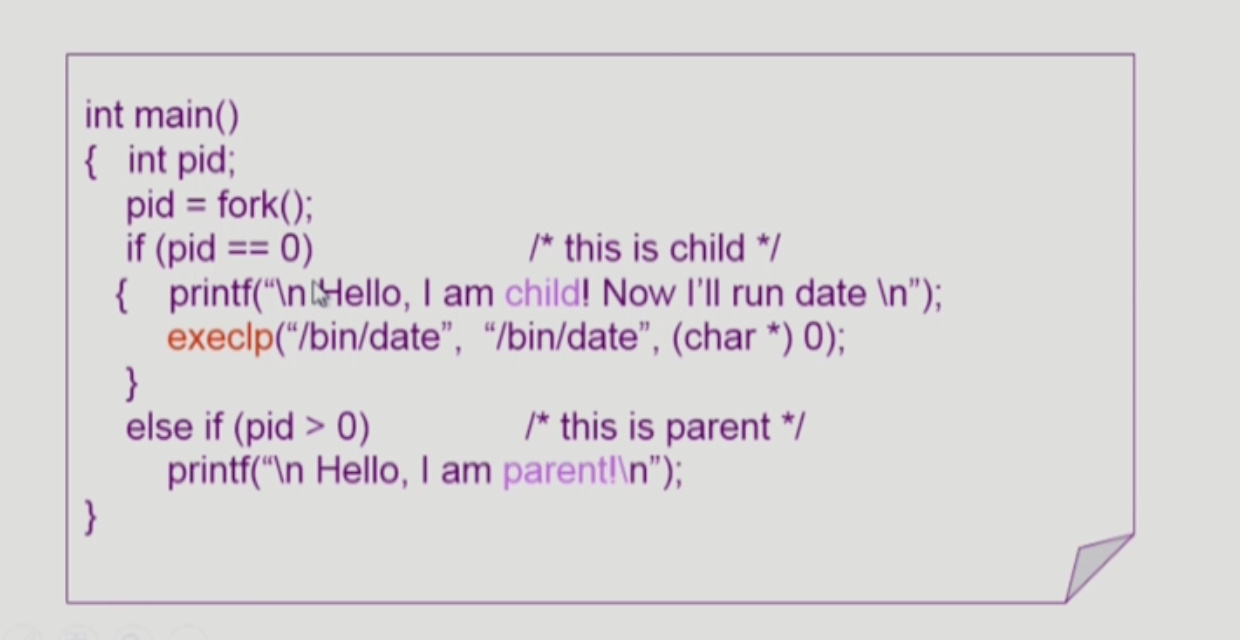 int main()
{ int pid;
pid = fork();
if (pid == 0) /* this is child */
{ printf(“\n Hello, I am child! Now I’ll run date \n”);
execlp(“/bin/date”, “/bin/date”, (char *) 0);
}
else if (pid > 0) /* this is parent */
printf(“\n Hello, I am parent!\n”);
}